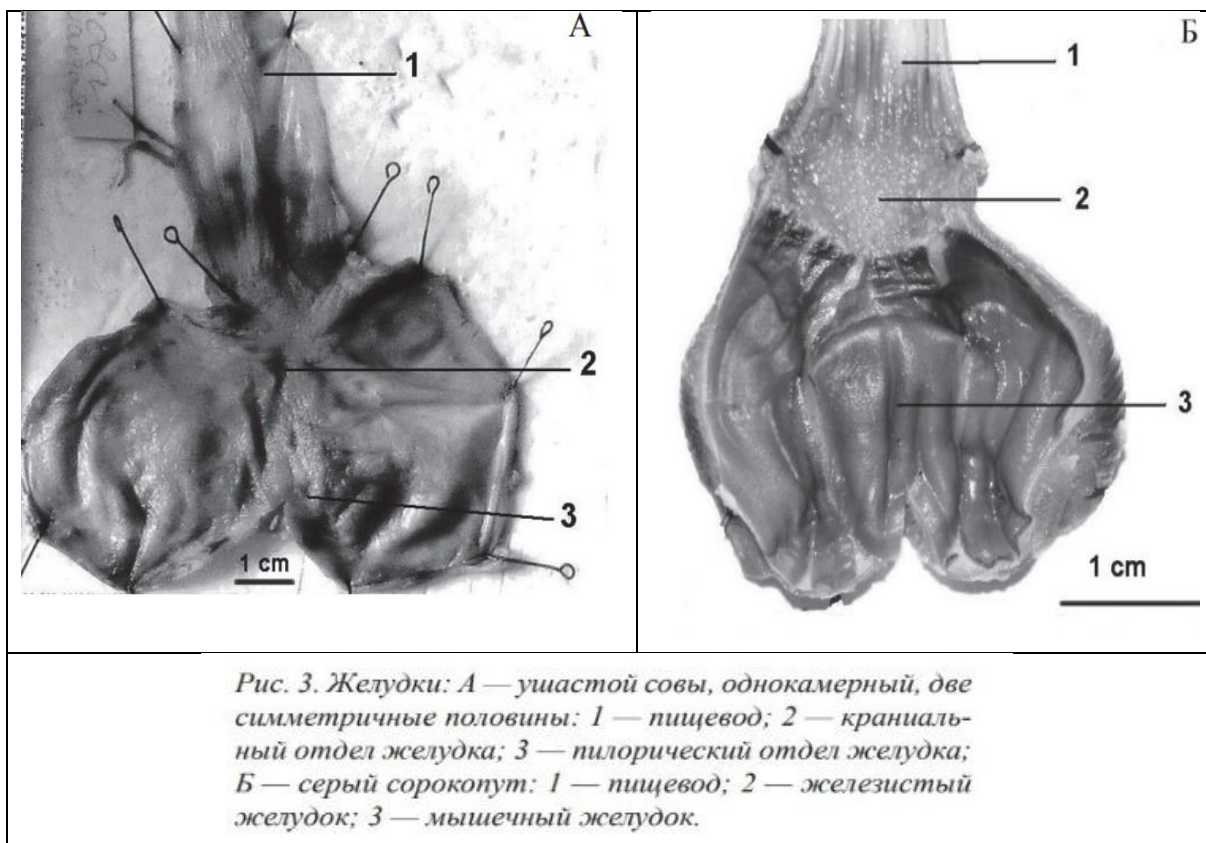 А
1
2
3
1 cm
Б
1
2
3
1 cm
Рис. 3. Желудки: А — ушастой совы, однокамерный, две
симметричные половины: 1 — пищевод; 2 — краниаль-
ный отдел желудка; 3 — пилорический отдел желудка;
Б — серый сорокопут: 1 — пищевод; 2 — железистый
желудок; 3 — мышечный желудок.